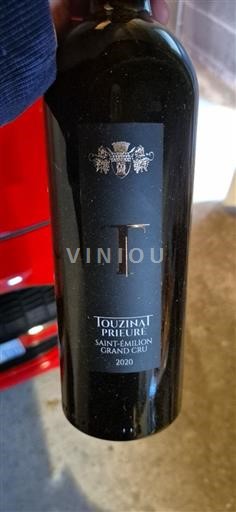 T
VINIOU
TOUZINAT
PRIEURÉ
SAINT-ÉMILION
GRAND CRU
2020